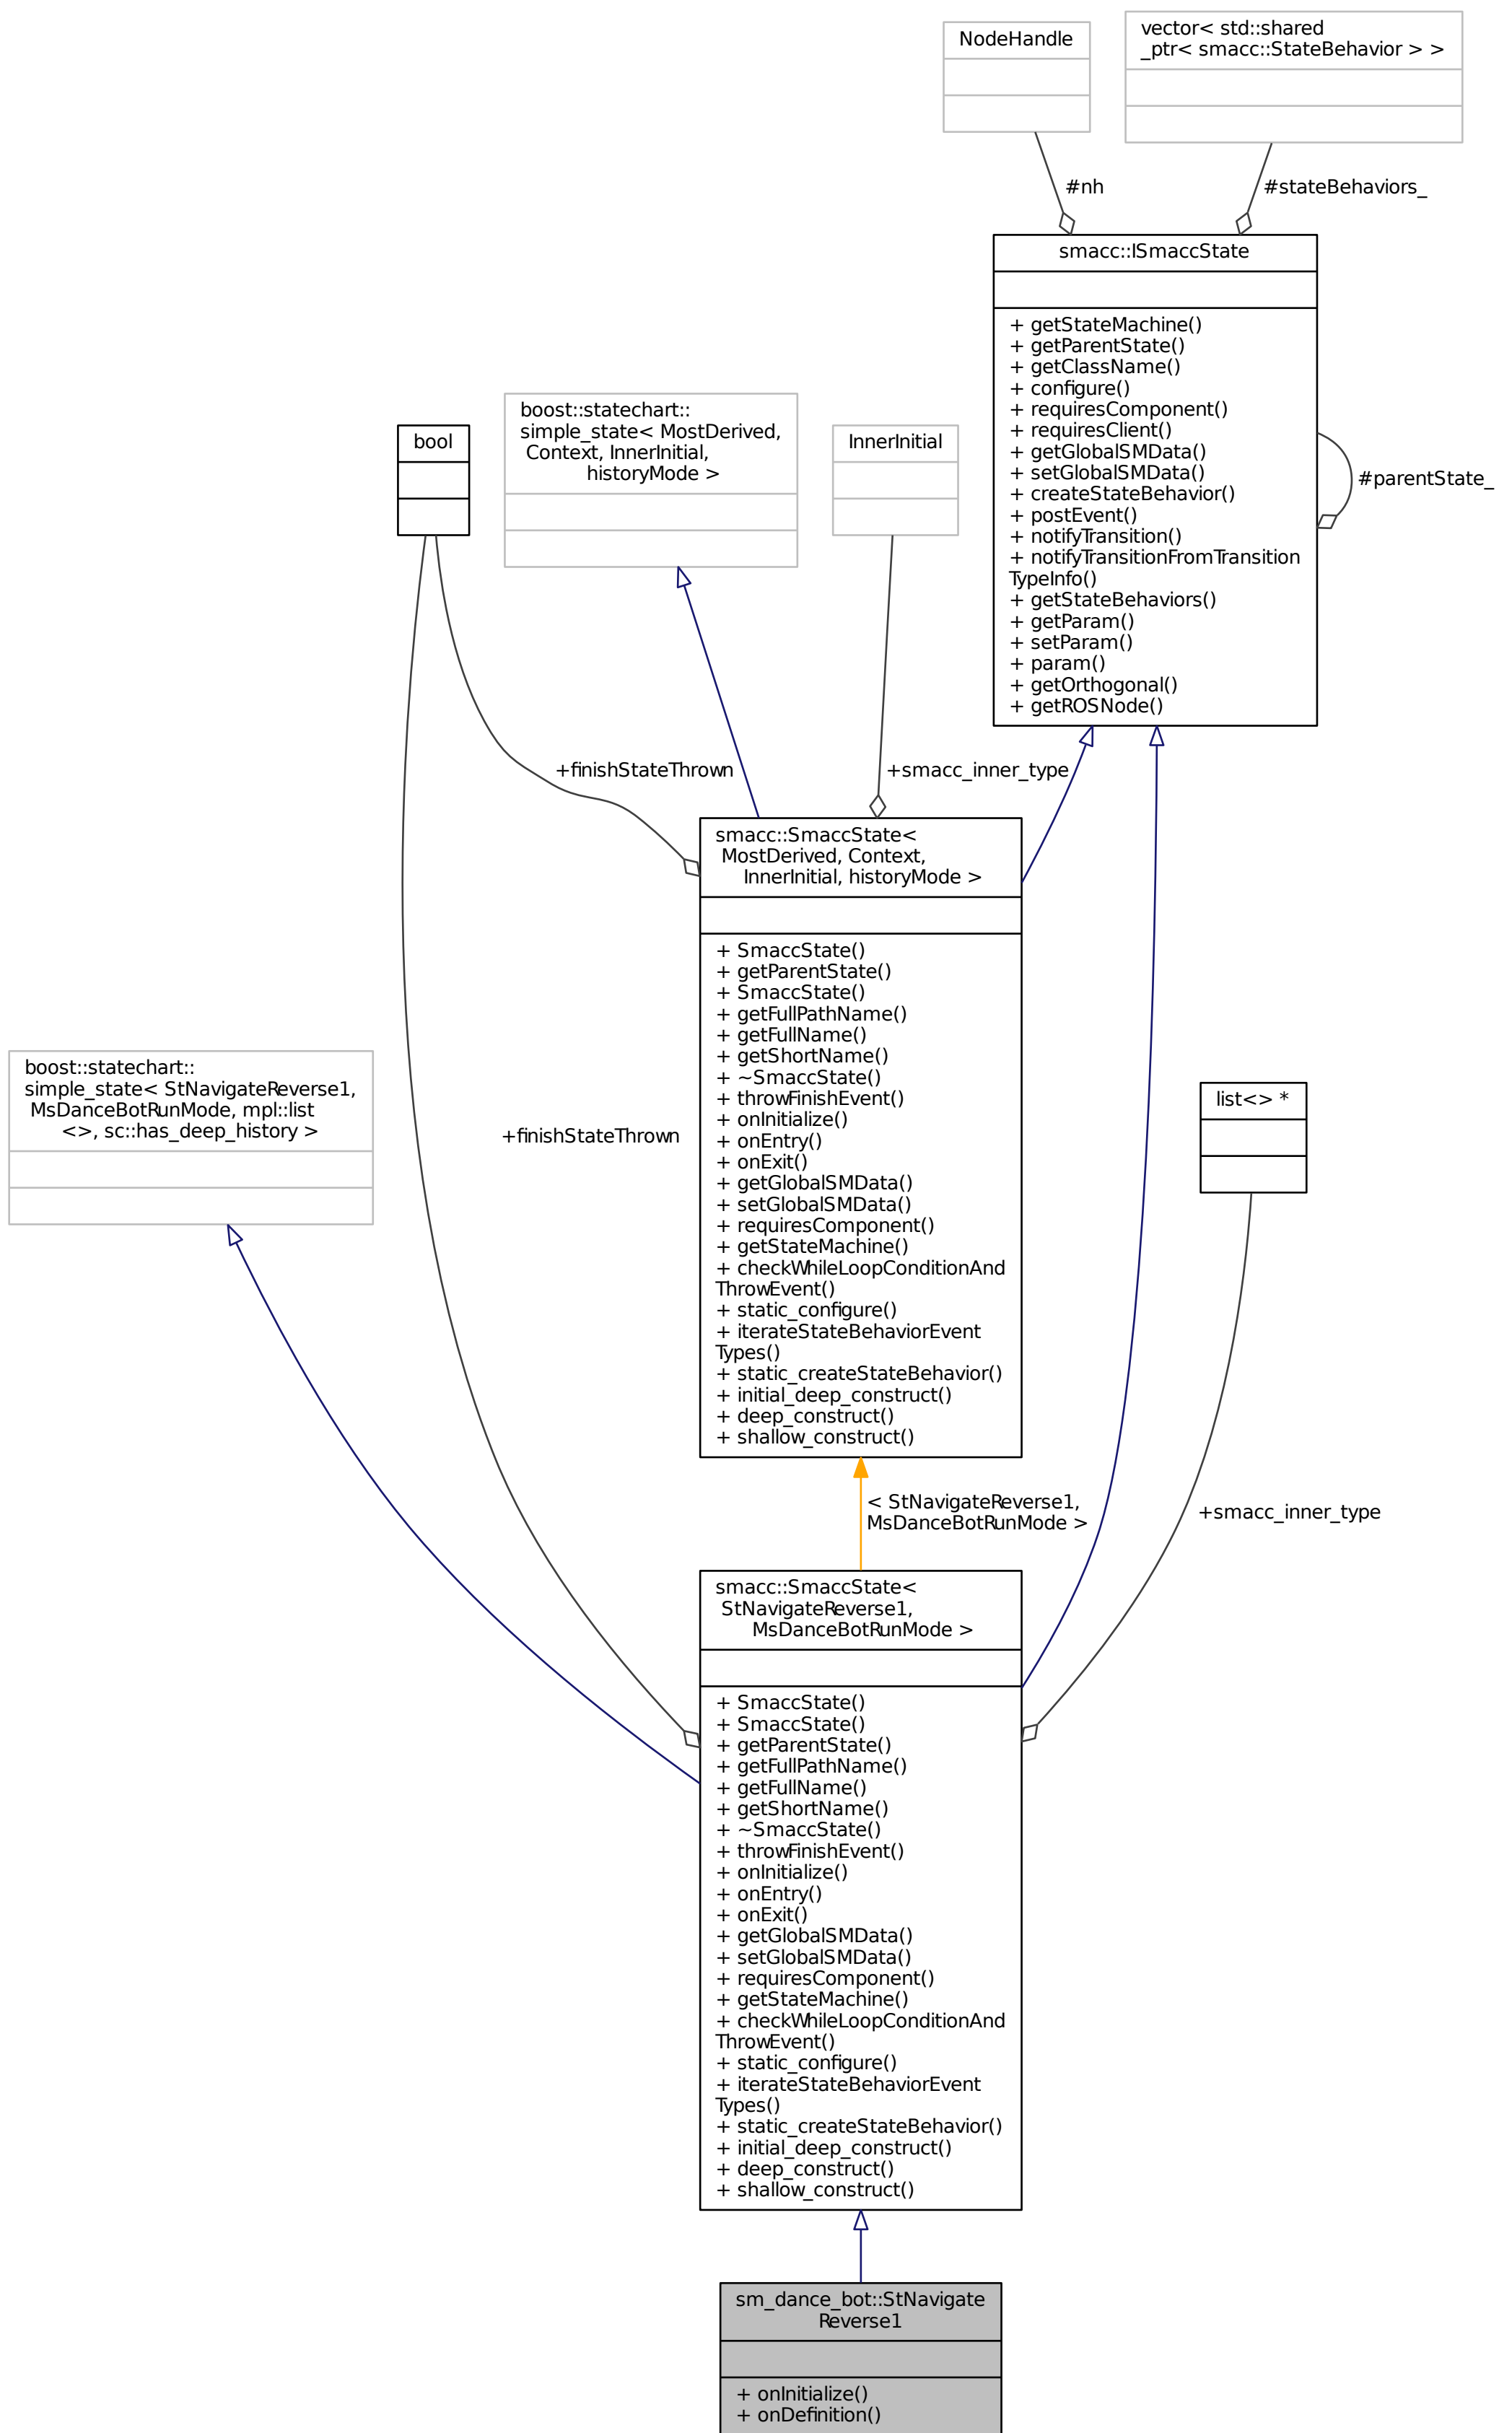 NodeHandle
vector< std::shared
_ptr< smacc::StateBehavior > >
#nh
#stateBehaviors_
smacc::ISmaccState
+ getStateMachine()
+ getParentState()
+ getClassName()
+ configure()
+ requiresComponent()
+ requiresClient()
+ getGlobalSMData()
+ setGlobalSMData()
+ createStateBehavior()
+ postEvent()
+ notifyTransition()
+ notifyTransitionFromTransition
TypeInfo()
+ getStateBehaviors()
+ getParam()
+ setParam()
+ param()
+ getOrthogonal()
+ getROSNode()
#parentState_
bool
boost::statechart::
simple_state< MostDerived,
Context, InnerInitial,
historyMode >
InnerInitial
+finishStateThrown
+smacc_inner_type
smacc::SmaccState<
MostDerived, Context,
InnerInitial, historyMode >
+ SmaccState()
+ getParentState()
+ SmaccState()
+ getFullPathName()
+ getFullName()
+ getShortName()
+ ~SmaccState()
+ throwFinishEvent()
+ onInitialize()
+ onEntry()
+ onExit()
+ getGlobalSMData()
+ setGlobalSMData()
+ requiresComponent()
+ getStateMachine()
+ checkWhileLoopConditionAnd
ThrowEvent()
+ static_configure()
+ iterateStateBehaviorEvent
Types()
+ static_createStateBehavior()
+ initial_deep_construct()
+ deep_construct()
+ shallow_construct()
boost::statechart::
simple_state< StNavigateReverse1,
MsDanceBotRunMode, mpl::list
<>, sc::has_deep_history >
+finishStateThrown
list<> *
< StNavigateReverse1,
MsDanceBotRunMode >
+smacc_inner_type
smacc::SmaccState<
StNavigateReverse1,
MsDanceBotRunMode >
+ SmaccState()
+ SmaccState()
+ getParentState()
+ getFullPathName()
+ getFullName()
+ getShortName()
+ ~SmaccState()
+ throwFinishEvent()
+ onInitialize()
+ onEntry()
+ onExit()
+ getGlobalSMData()
+ setGlobalSMData()
+ requiresComponent()
+ getStateMachine()
+ checkWhileLoopConditionAnd
ThrowEvent()
+ static_configure()
+ iterateStateBehaviorEvent
Types()
+ static_createStateBehavior()
+ initial_deep_construct()
+ deep_construct()
+ shallow_construct()
sm_dance_bot::StNavigate
Reverse1
+ onInitialize()
+ onDefinition()